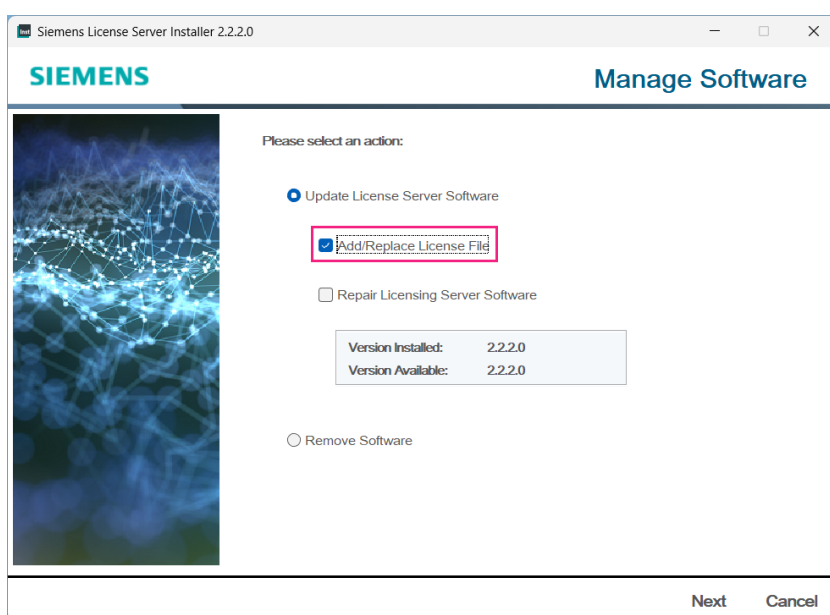 Siemens License Server Installer 2.2.2.0
SIEMENS
Manage Software
Please select an action:
Update License Server Software
Add/Replace License File
Repair Licensing Server Software
Version Installed: 2.2.2.0
Version Available: 2.2.2.0
Remove Software
Next Cancel